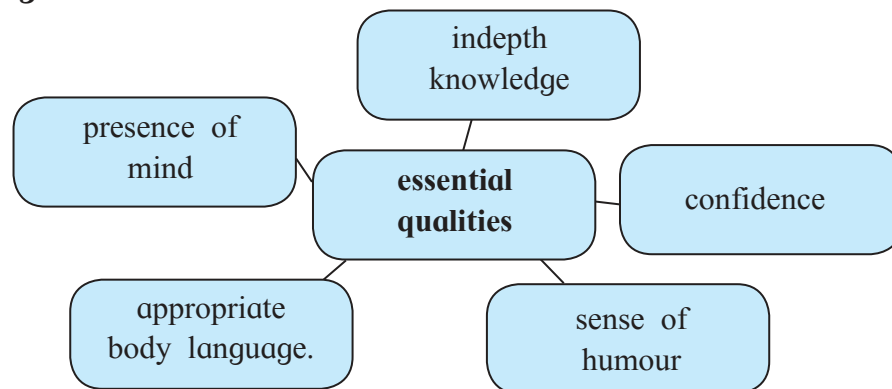 indepth
knowledge
presence of
mind
essential
qualities
confidence
appropriate
body language.
sense of
humour